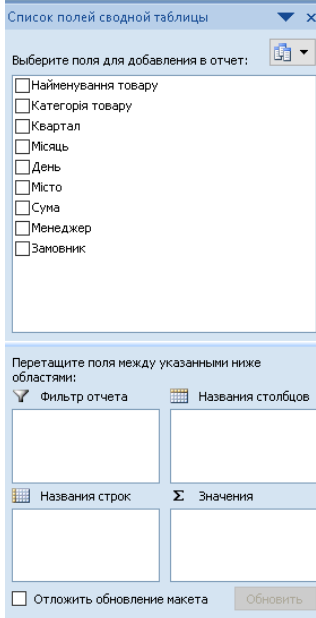 Список полей сводной таблицы
Выберите поля для добавления в отчет:
Найменування товару
Категорія товару
Квартал
Місяць
День
Місто
Сума
Менеджер
Замовник
Перетащите поля между указанными ниже
областями:
Фильтр отчета
Названия столбцов
Названия строк
Σ Значения
Отложить обновление макета
Обновить